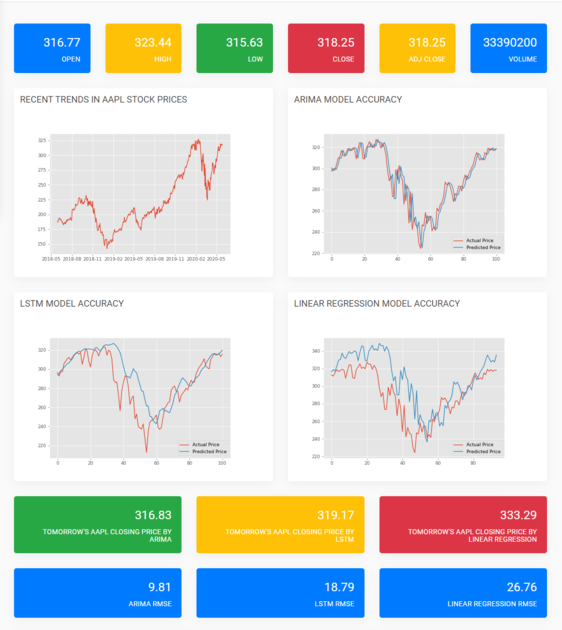 316.77
OPEN
323.44
HIGH
315.63
LOW
318.25
CLOSE
318.25
ADJ CLOSE
33390200
VOLUME
RECENT TRENDS IN AAPL STOCK PRICES
325
300
275
250
225
200
175
150
2018-05 2018-08 2018-11 2019-02 2019-05 2019-08 2019-11 2020-02 2020-05
ARIMA MODEL ACCURACY
320
300
280
260
240
220
0 20 40 60 80 100
Actual Price
Predicted Price
LSTM MODEL ACCURACY
320
300
280
260
240
220
0 20 40 60 80 100
Actual Price
Predicted Price
LINEAR REGRESSION MODEL ACCURACY
340
320
300
280
260
240
220
0 20 40 60 80
Actual Price
Predicted Price
316.83
TOMORROW'S AAPL CLOSING PRICE BY
ARIMA
319.17
TOMORROW'S AAPL CLOSING PRICE BY
LSTM
333.29
TOMORROW'S AAPL CLOSING PRICE BY
LINEAR REGRESSION
9.81
ARIMA RMSE
18.79
LSTM RMSE
26.76
LINEAR REGRESSION RMSE